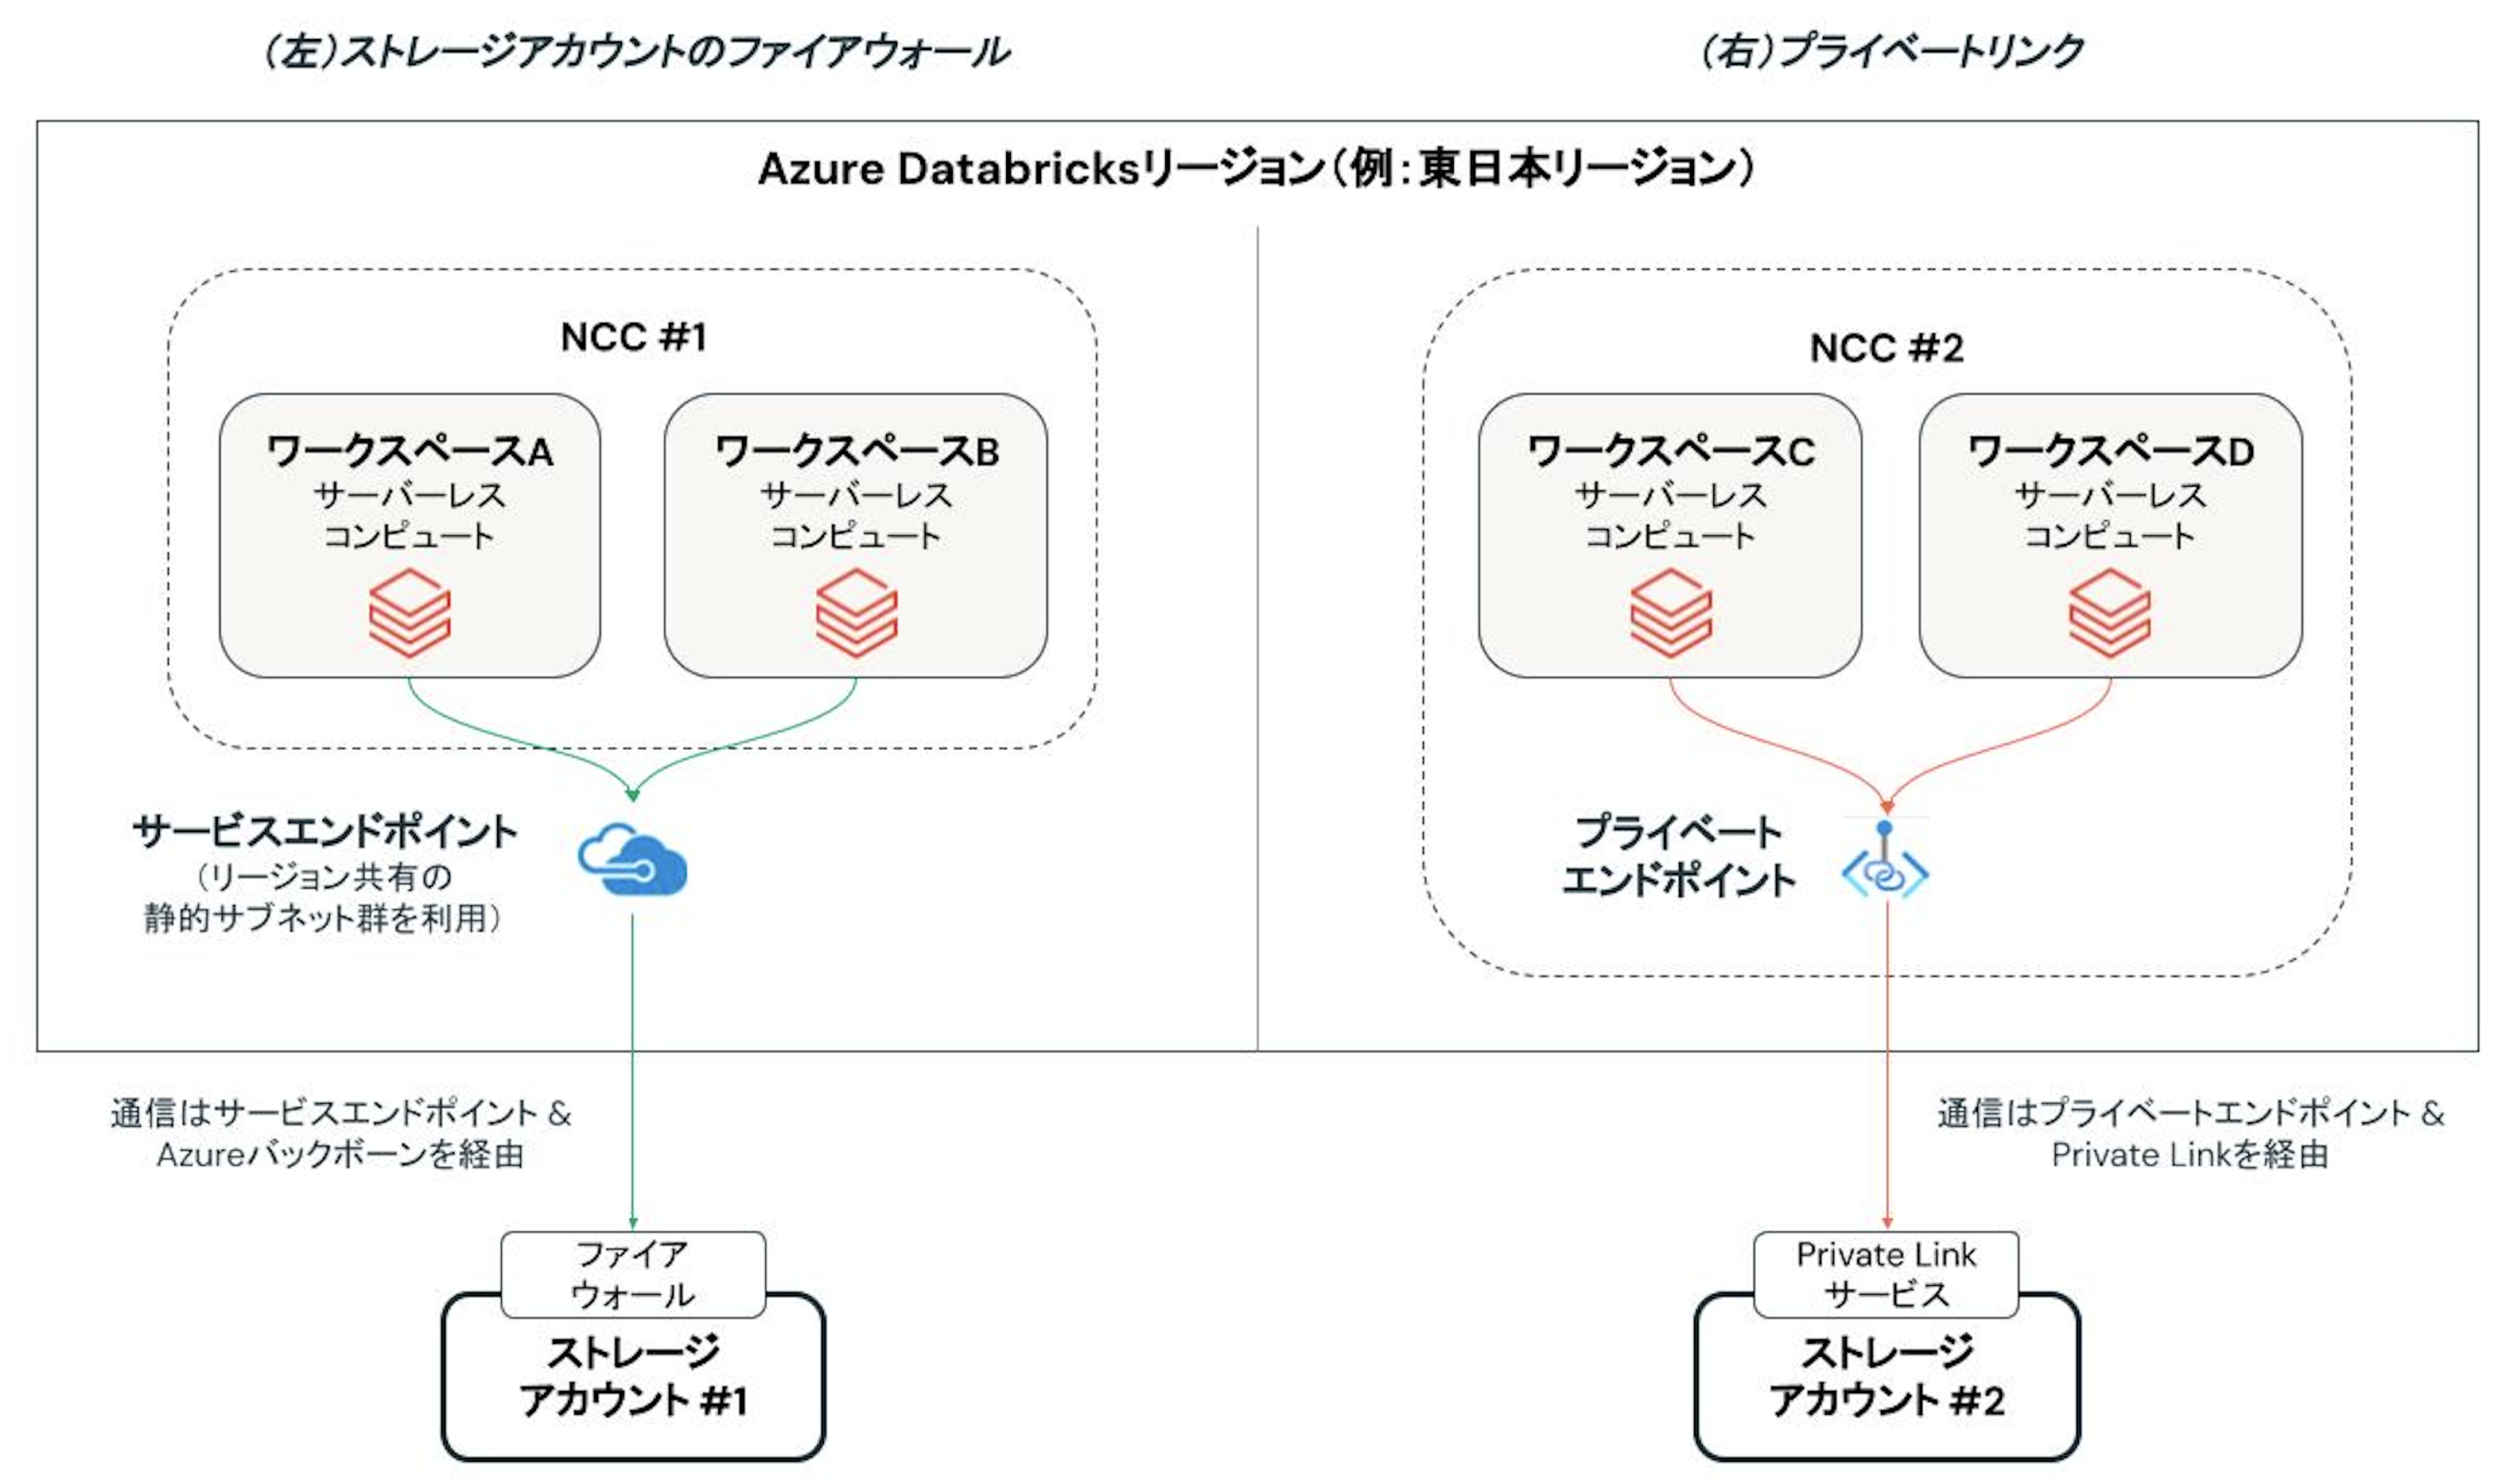 （左）ストレージアカウントのファイアウォール
（右）プライベートリンク
Azure Databricksリージョン（例：東日本リージョン）
NCC #1
ワークスペースA
サーバーレス
コンピュート
ワークスペースB
サーバーレス
コンピュート
サービスエンドポイント
（リージョン共有の
静的サブネット群を利用）
NCC #2
ワークスペースC
サーバーレス
コンピュート
ワークスペースD
サーバーレス
コンピュート
プライベート
エンドポイント
通信はサービスエンドポイント &
Azureバックボーンを経由
通信はプライベートエンドポイント &
Private Linkを経由
ファイア
ウォール
ストレージ
アカウント #1
Private Link
サービス
ストレージ
アカウント #2